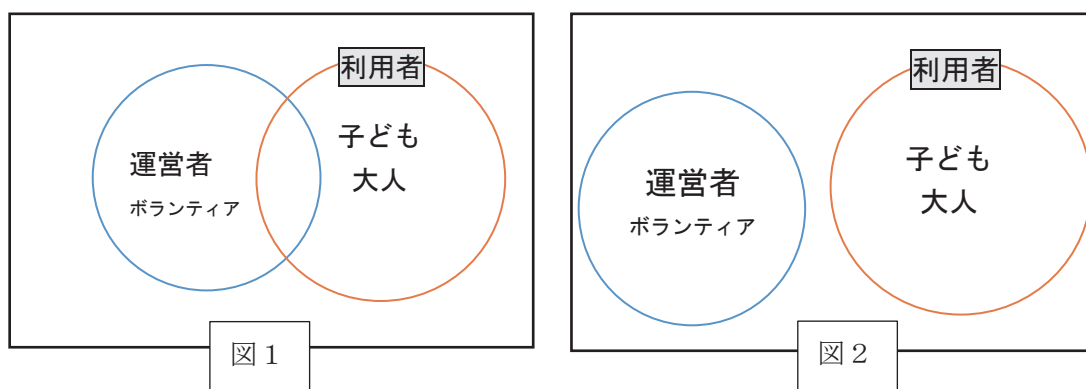 利用者
子ども
大人
運営者
ボランティア
図1
利用者
子ども
大人
運営者
ボランティア
図2